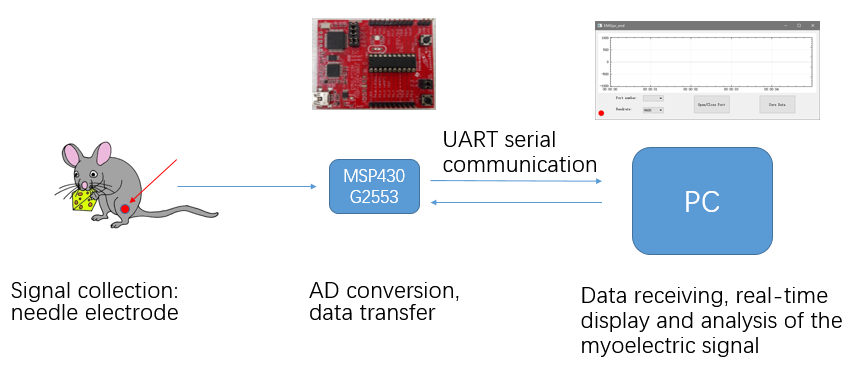 UART serial
communication
MSP430
G2553
PC
Signal collection:
needle electrode
AD conversion,
data transfer
Data receiving, real-time
display and analysis of the
myoelectric signal
Port number:
Open/Close Port
Save Data